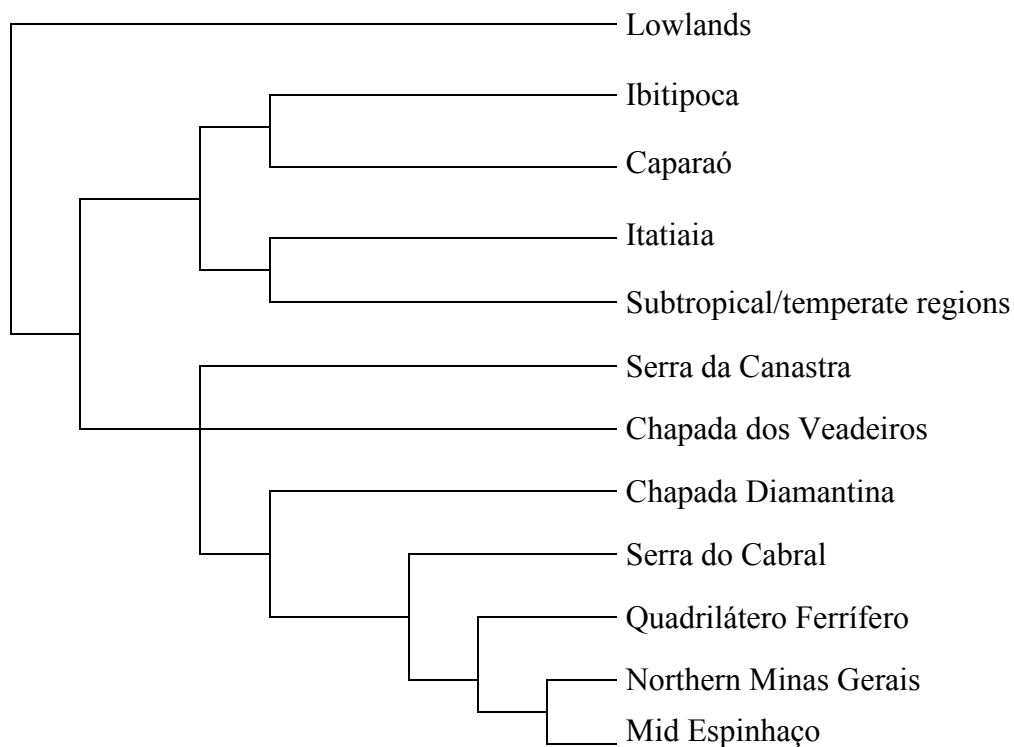 Lowlands
Ibitipoca
Caparaó
Itatiaia
Subtropical/temperate regions
Serra da Canastra
Chapada dos Veadeiros
Chapada Diamantina
Serra do Cabral
Quadrilátero Ferrífero
Northern Minas Gerais
Mid Espinhaço